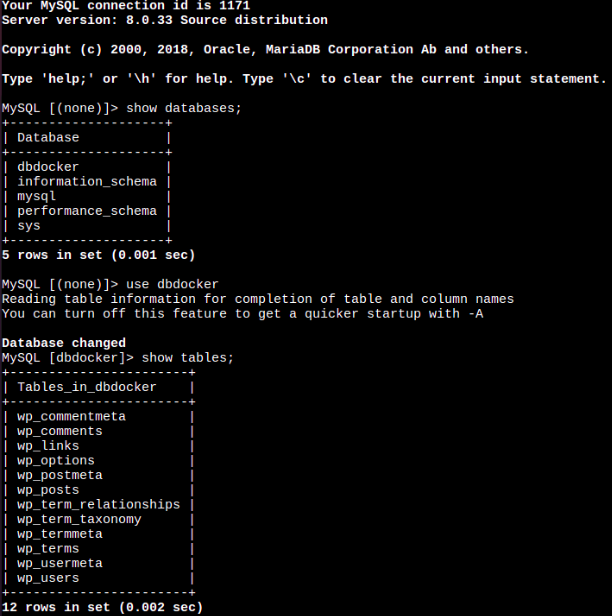 Your MySQL connection id is 1171
Server version: 8.0.33 Source distribution

Copyright (c) 2000, 2018, Oracle, MariaDB Corporation Ab and others.

Type 'help;' or '\h' for help. Type '\c' to clear the current input statement.

MySQL [(none)]> show databases;
+--------------------+
| Database           |
+--------------------+
| dbdocker           |
| information_schema |
| mysql              |
| performance_schema |
| sys                |
+--------------------+
5 rows in set (0.001 sec)

MySQL [(none)]> use dbdocker
Reading table information for completion of table and column names
You can turn off this feature to get a quicker startup with -A

Database changed
MySQL [dbdocker]> show tables;
+-----------------------+
| Tables_in_dbdocker    |
+-----------------------+
| wp_commentmeta        |
| wp_comments           |
| wp_links              |
| wp_options            |
| wp_postmeta           |
| wp_posts              |
| wp_term_relationships |
| wp_term_taxonomy      |
| wp_termmeta           |
| wp_terms              |
| wp_usermeta           |
| wp_users              |
+-----------------------+
12 rows in set (0.002 sec)